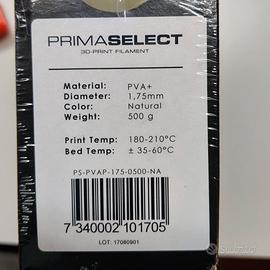 PRIMASELECT
3D-PRINT FILAMENT
Material: PVA+
Diameter: 1,75mm
Color: Natural
Weight: 500 g
Print Temp: 180-210°C
Bed Temp: ± 35-60°C
PS-PVAP-175-0500-NA
7 340002 101705
LOT: 17080901
subito